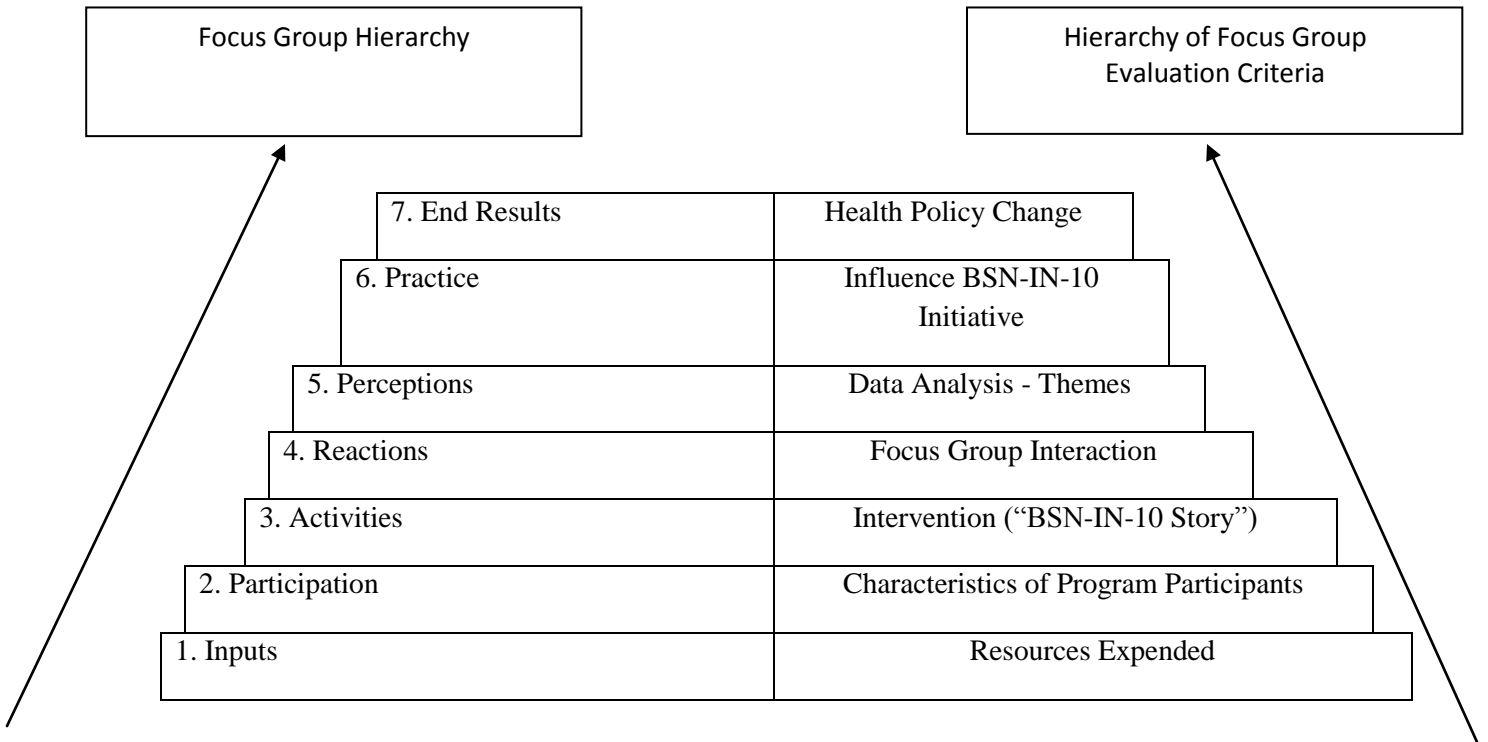 Focus Group Hierarchy
Hierarchy of Focus Group
Evaluation Criteria
7. End Results
Health Policy Change
6. Practice
Influence BSN-IN-10
Initiative
5. Perceptions
Data Analysis - Themes
4. Reactions
Focus Group Interaction
3. Activities
Intervention (“BSN-IN-10 Story”)
2. Participation
Characteristics of Program Participants
1. Inputs
Resources Expended